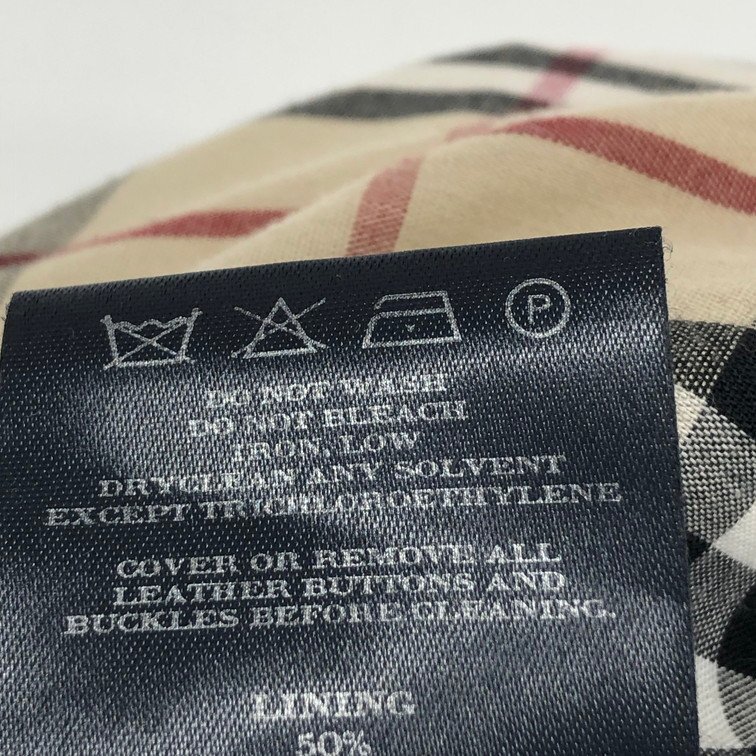 P
DO NOT WASH
DO NOT BLEACH
IRON, LOW
DRYCLEAN ANY SOLVENT
EXCEPT TRICHLOROETHYLENE
COVER OR REMOVE ALL
LEATHER BUTTONS AND
BUCKLES BEFORE CLEANING.
LINING
50%